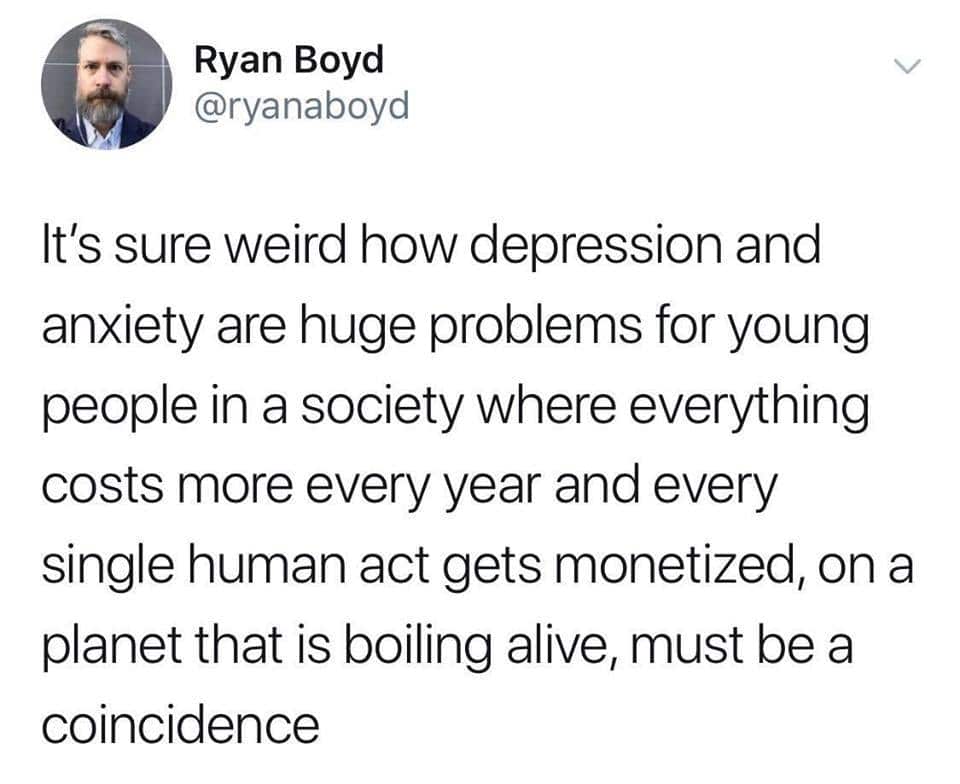 Ryan Boyd
@ryanaboyd
It's sure weird how depression and
anxiety are huge problems for young
people in a society where everything
costs more every year and every
single human act gets monetized, on a
planet that is boiling alive, must be a
coincidence